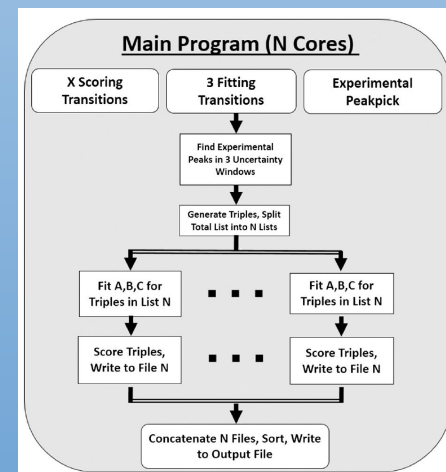 Main Program (N Cores)
X Scoring
Transitions
3 Fitting
Transitions
Experimental
Peakpick
Find Experimental
Peaks in 3 Uncertainty
Windows
Generate Triples, Split
Total List into N Lists
Fit A,B,C for
Triples in List N
Fit A,B,C for
Triples in List N
Score Triples,
Write to File N
Score Triples,
Write to File N
Concatenate N Files, Sort, Write
to Output File